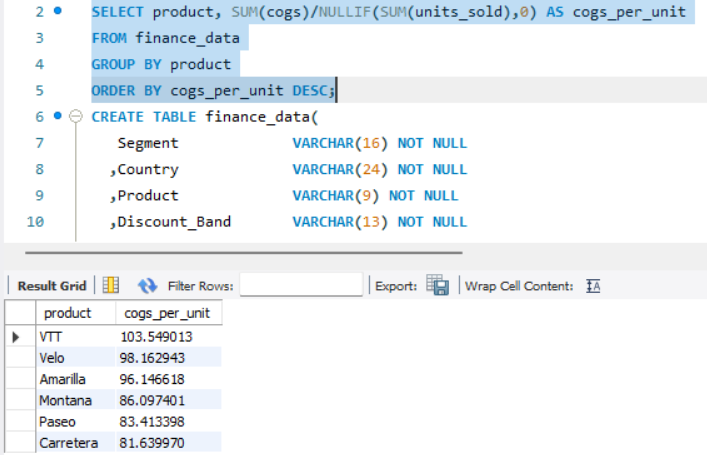 2 SELECT product, SUM(cogs)/NULLIF(SUM(units_sold),0) AS cogs_per_unit
3 FROM finance_data
4 GROUP BY product
5 ORDER BY cogs_per_unit DESC;
6 CREATE TABLE finance_data(
7 Segment VARCHAR(16) NOT NULL
8 ,Country VARCHAR(24) NOT NULL
9 ,Product VARCHAR(9) NOT NULL
10 ,Discount_Band VARCHAR(13) NOT NULL
Result Grid Filter Rows: Export: Wrap Cell Content: IA
product cogs_per_unit
VTT 103.549013
Velo 98.162943
Amarilla 96.146618
Montana 86.097401
Paseo 83.413398
Carretera 81.639970